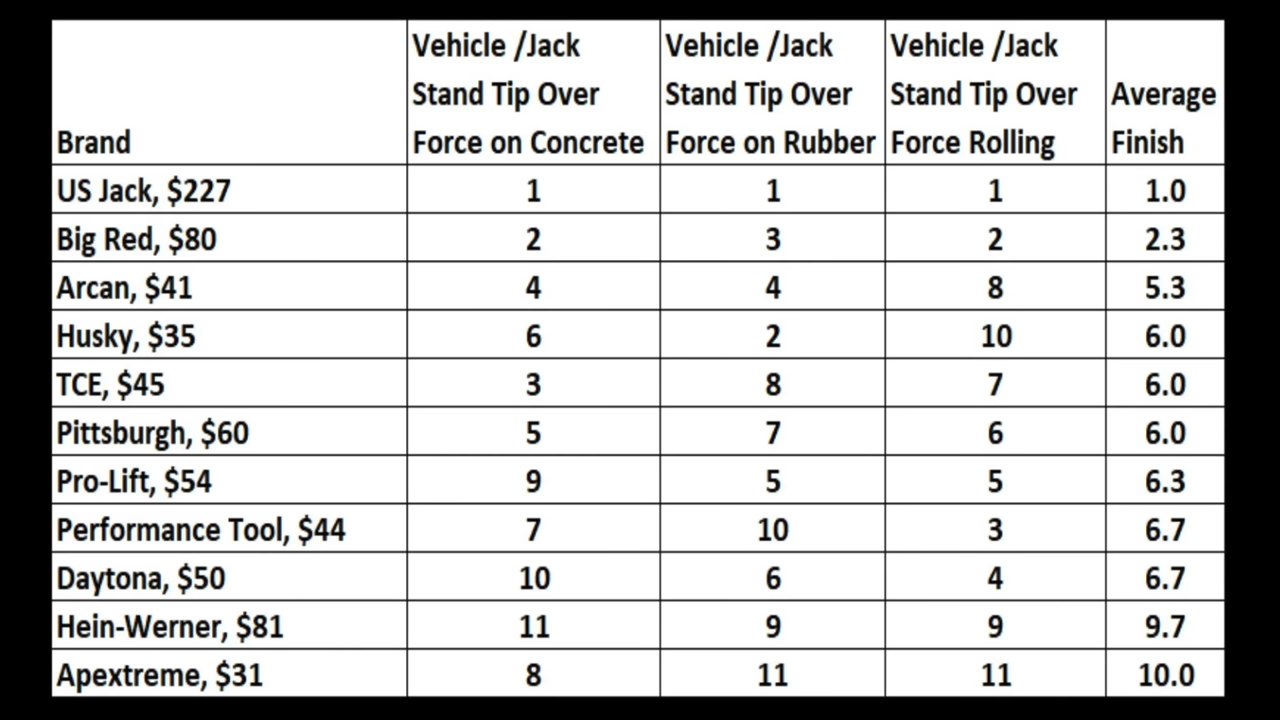 Brand | Vehicle /Jack Stand Tip Over Force on Concrete | Vehicle /Jack Stand Tip Over Force on Rubber | Vehicle /Jack Stand Tip Over Force Rolling | Average Finish
US Jack, $227 | 1 | 1 | 1 | 1.0
Big Red, $80 | 2 | 3 | 2 | 2.3
Arcan, $41 | 4 | 4 | 8 | 5.3
Husky, $35 | 6 | 2 | 10 | 6.0
TCE, $45 | 3 | 8 | 7 | 6.0
Pittsburgh, $60 | 5 | 7 | 6 | 6.0
Pro-Lift, $54 | 9 | 5 | 5 | 6.3
Performance Tool, $44 | 7 | 10 | 3 | 6.7
Daytona, $50 | 10 | 6 | 4 | 6.7
Hein-Werner, $81 | 11 | 9 | 9 | 9.7
Apextreme, $31 | 8 | 11 | 11 | 10.0